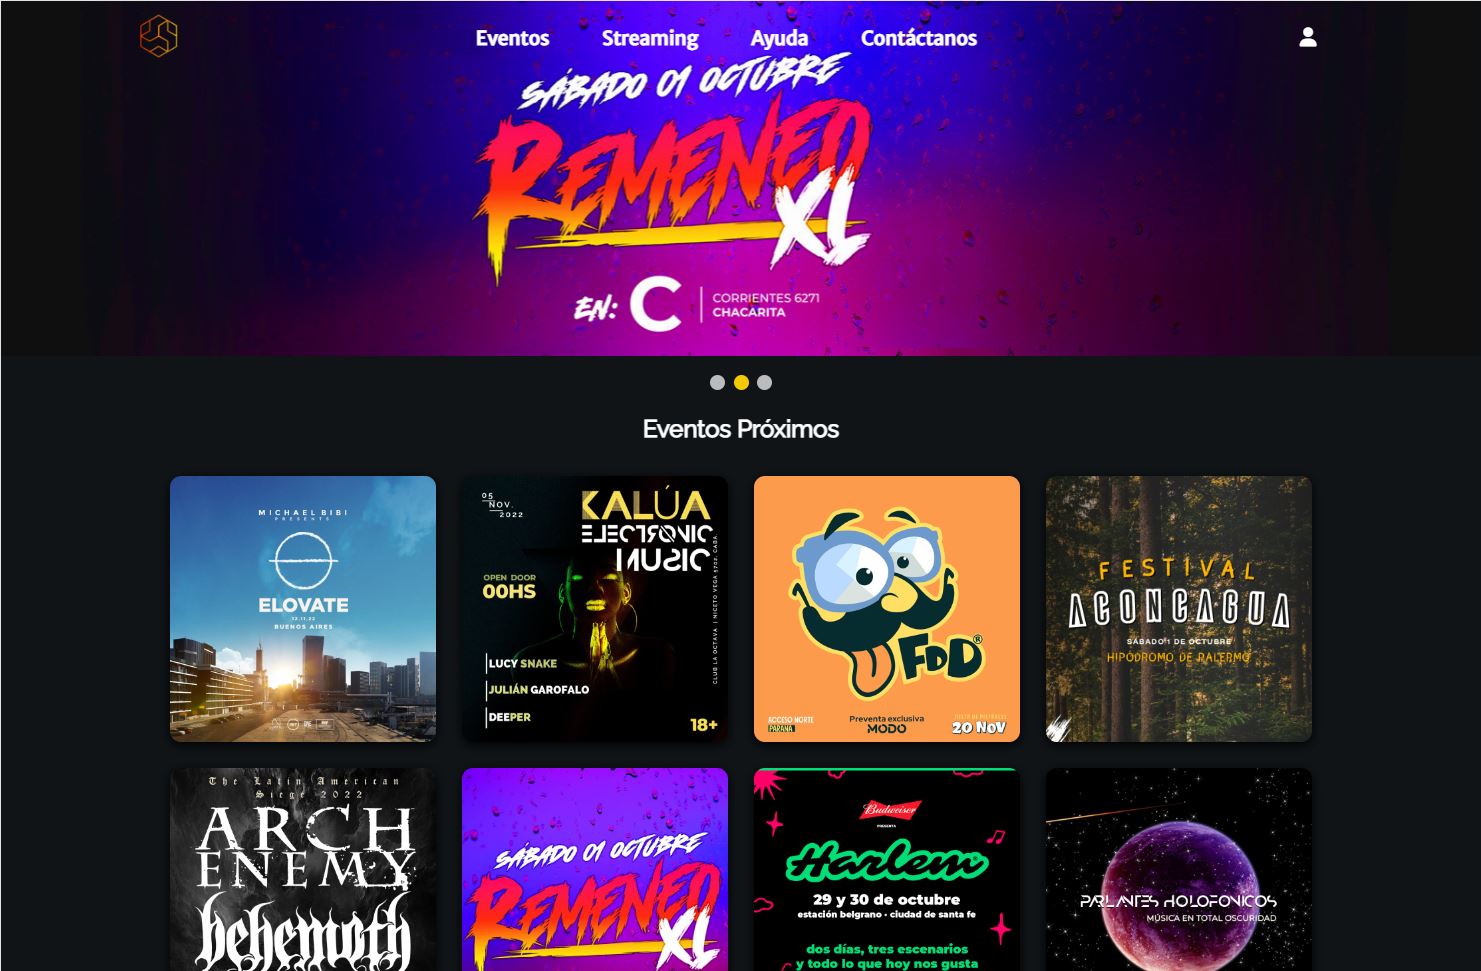 Eventos Streaming Ayuda Contáctanos
SÁBADO 01 OCTUBRE
REMENEO
XL
EN: C
CORRIENTES 6271
CHACARITA
Eventos Próximos
MICHAEL BIBI
PRESENTS
ELOVATE
12.11.22
BUENOS AIRES
05
NOV.
2022
KALÚA
ELECTRONIC
MUSIC
OPEN DOOR
00HS
CLUB LA OCTAVA | NICETO VEGA 5702, CABA.
LUCY SNAKE
JULIÁN GAROFALO
DEEPER
18+
FDD®
ACCESO NORTE
PARANÁ
Preventa exclusiva
MODO
20 NOV
FESTIVAL
ACONCAGUA
SÁBADO 1 DE OCTUBRE
HIPÓDROMO DE PALERMO
The Latin American
Siege 2022
ARCH
ENEMY
behemoth
SÁBADO 01 OCTUBRE
REMENEO
XL
Budweiser
PRESENTA
Harlem
29 y 30 de octubre
estación belgrano • ciudad de santa fe
dos días, tres escenarios
y todo lo que hoy nos gusta
PARLANTES HOLOFONICOS
MÚSICA EN TOTAL OSCURIDAD